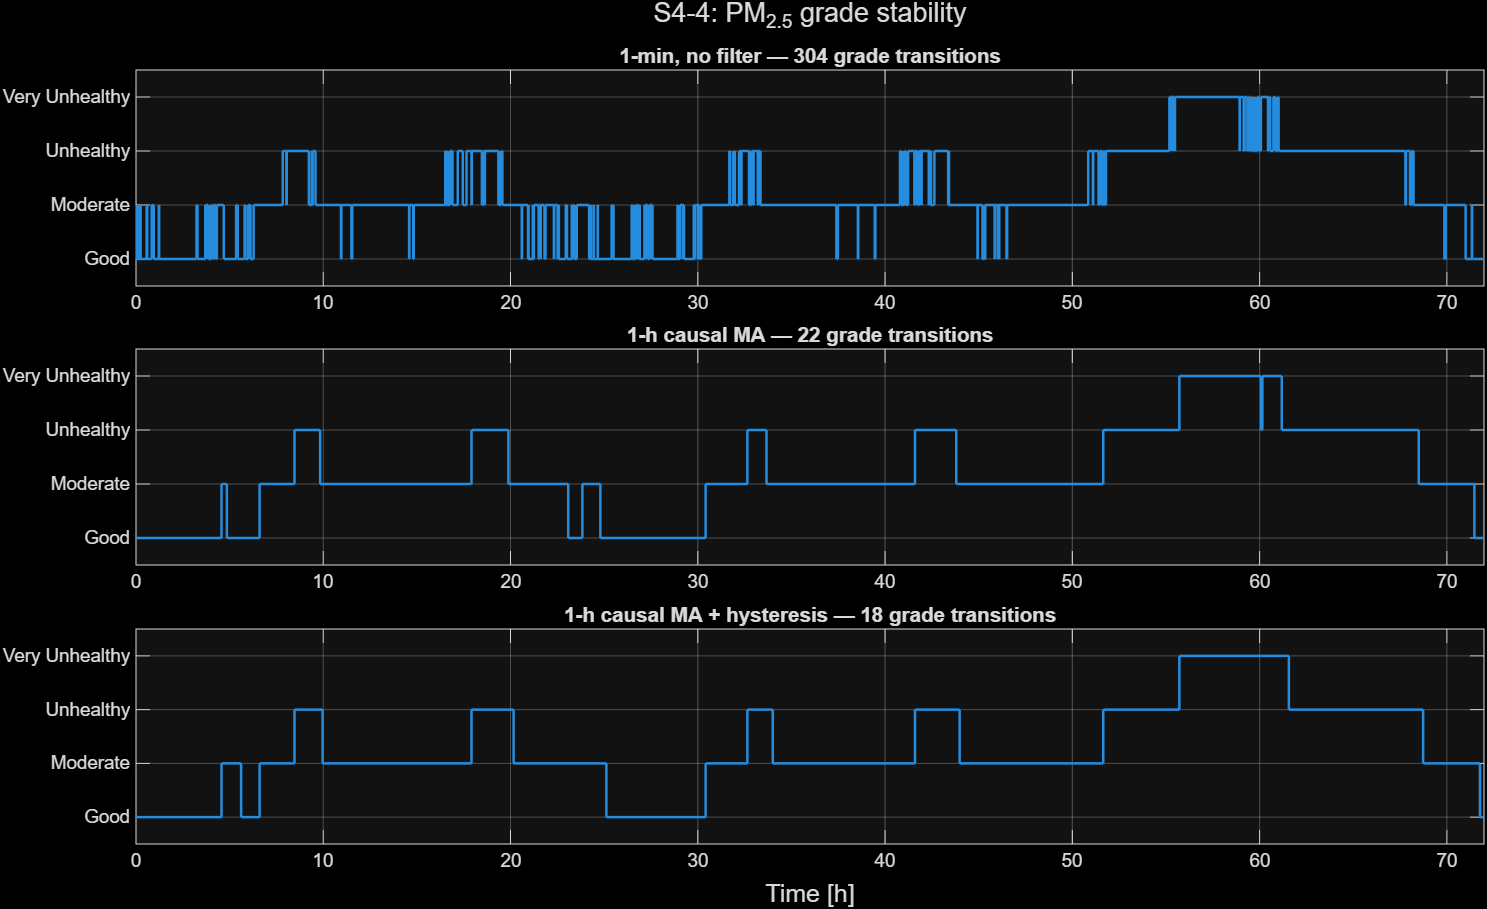 S4-4: PM2.5 grade stability
1-min, no filter — 304 grade transitions
Very Unhealthy
Unhealthy
Moderate
Good
0 10 20 30 40 50 60 70
1-h causal MA — 22 grade transitions
Very Unhealthy
Unhealthy
Moderate
Good
0 10 20 30 40 50 60 70
1-h causal MA + hysteresis — 18 grade transitions
Very Unhealthy
Unhealthy
Moderate
Good
0 10 20 30 40 50 60 70
Time [h]